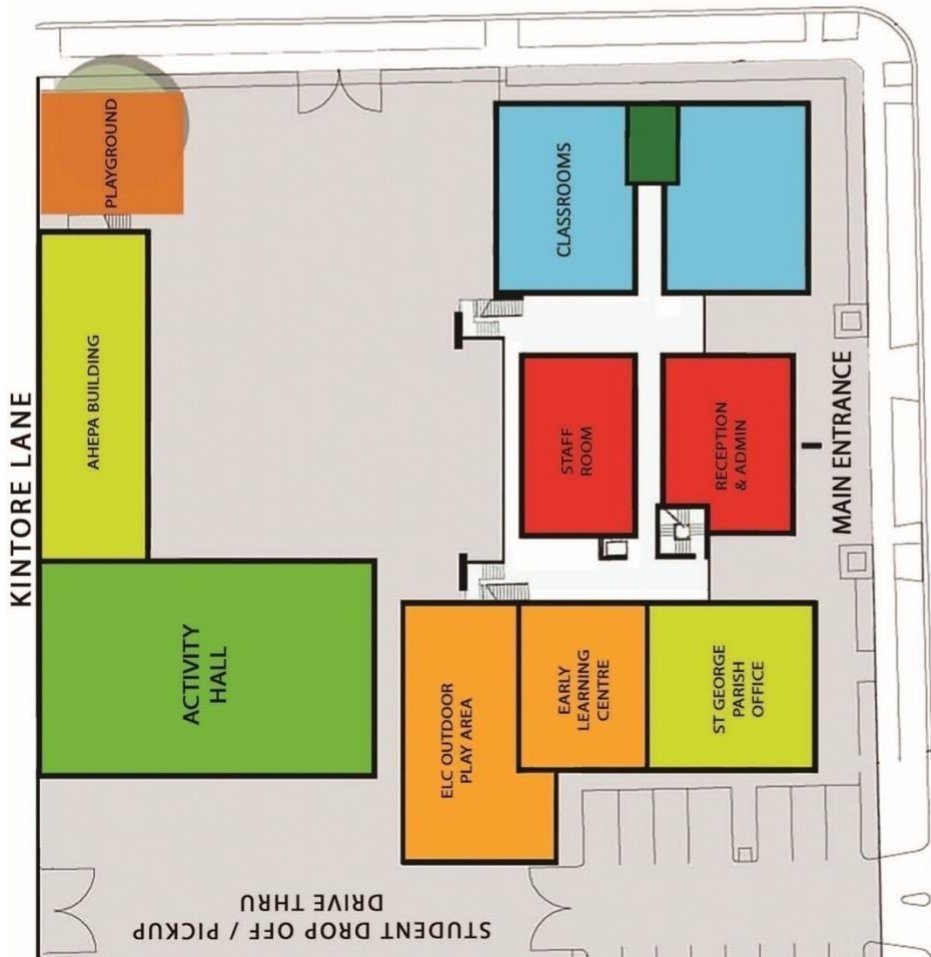 PLAYGROUND
CLASSROOMS
KINTORE LANE
AHEPA BUILDING
STAFF
ROOM
RECEPTION
& ADMIN
MAIN ENTRANCE
ACTIVITY
HALL
ELC OUTDOOR
PLAY AREA
EARLY
LEARNING
CENTRE
ST GEORGE
PARISH
OFFICE
STUDENT DROP OFF / PICKUP
DRIVE THRU